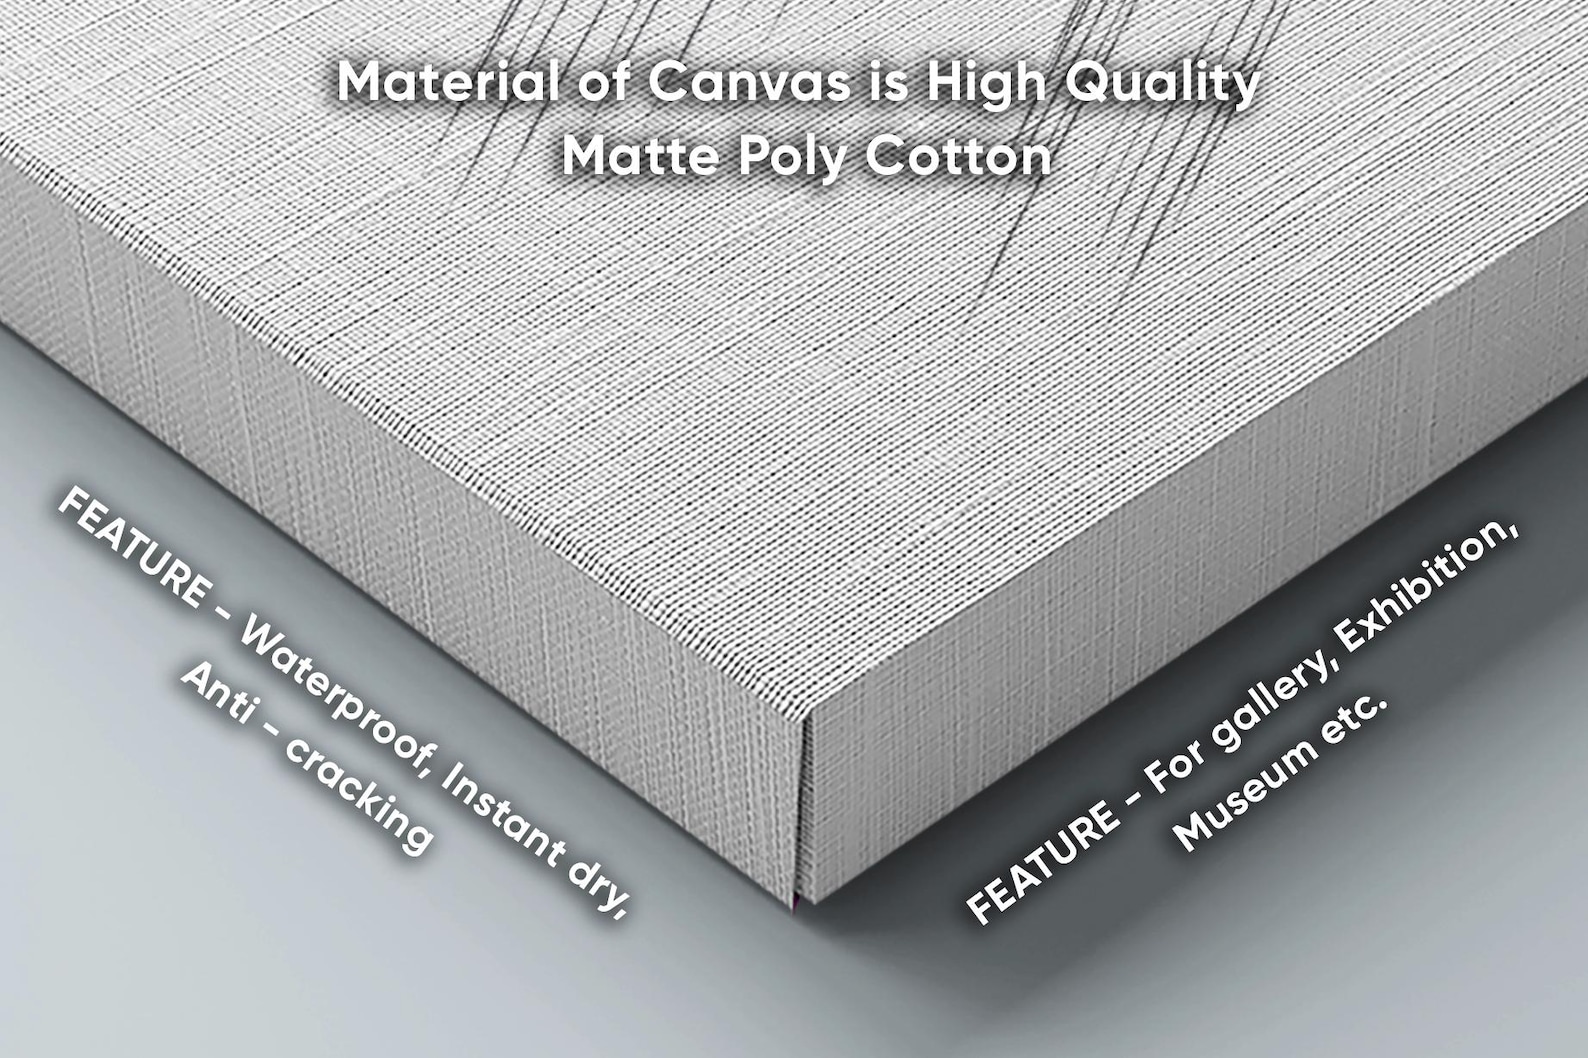 Material of Canvas is High Quality
Matte Poly Cotton
FEATURE - Waterproof, Instant dry,
Anti - cracking
FEATURE - For gallery, Exhibition,
Museum etc.